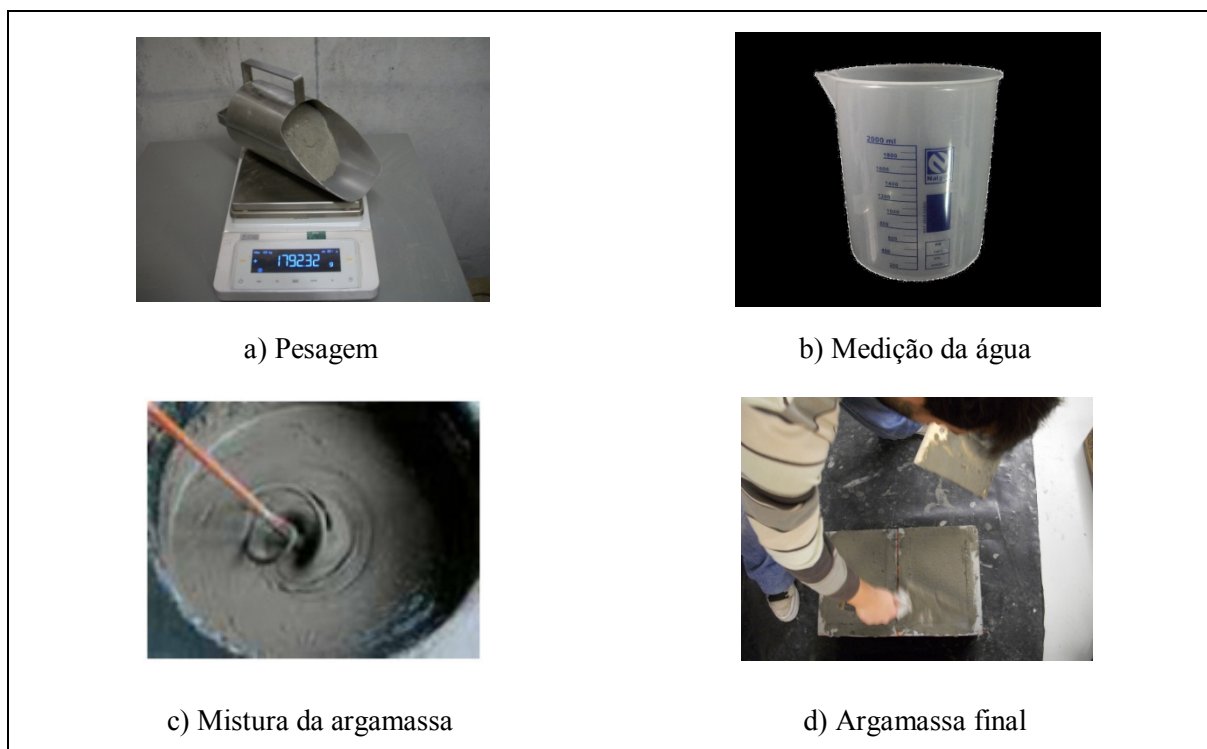 179232 g
a) Pesagem
2000 ml
b) Medição da água
c) Mistura da argamassa
d) Argamassa final